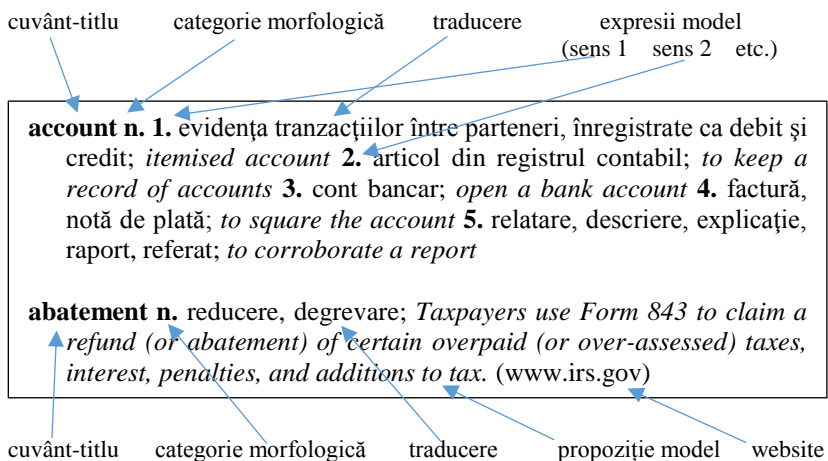 cuvânt-titlu categorie morfologică traducere expresii model
(sens 1 sens 2 etc.)
account n. 1. evidenţa tranzacţiilor între parteneri, înregistrate ca debit şi
credit; itemised account 2. articol din registrul contabil; to keep a
record of accounts 3. cont bancar; open a bank account 4. factură,
notă de plată; to square the account 5. relatare, descriere, explicaţie,
raport, referat; to corroborate a report
abatement n. reducere, degrevare; Taxpayers use Form 843 to claim a
refund (or abatement) of certain overpaid (or over-assessed) taxes,
interest, penalties, and additions to tax. (www.irs.gov)
cuvânt-titlu categorie morfologică traducere propoziție model website